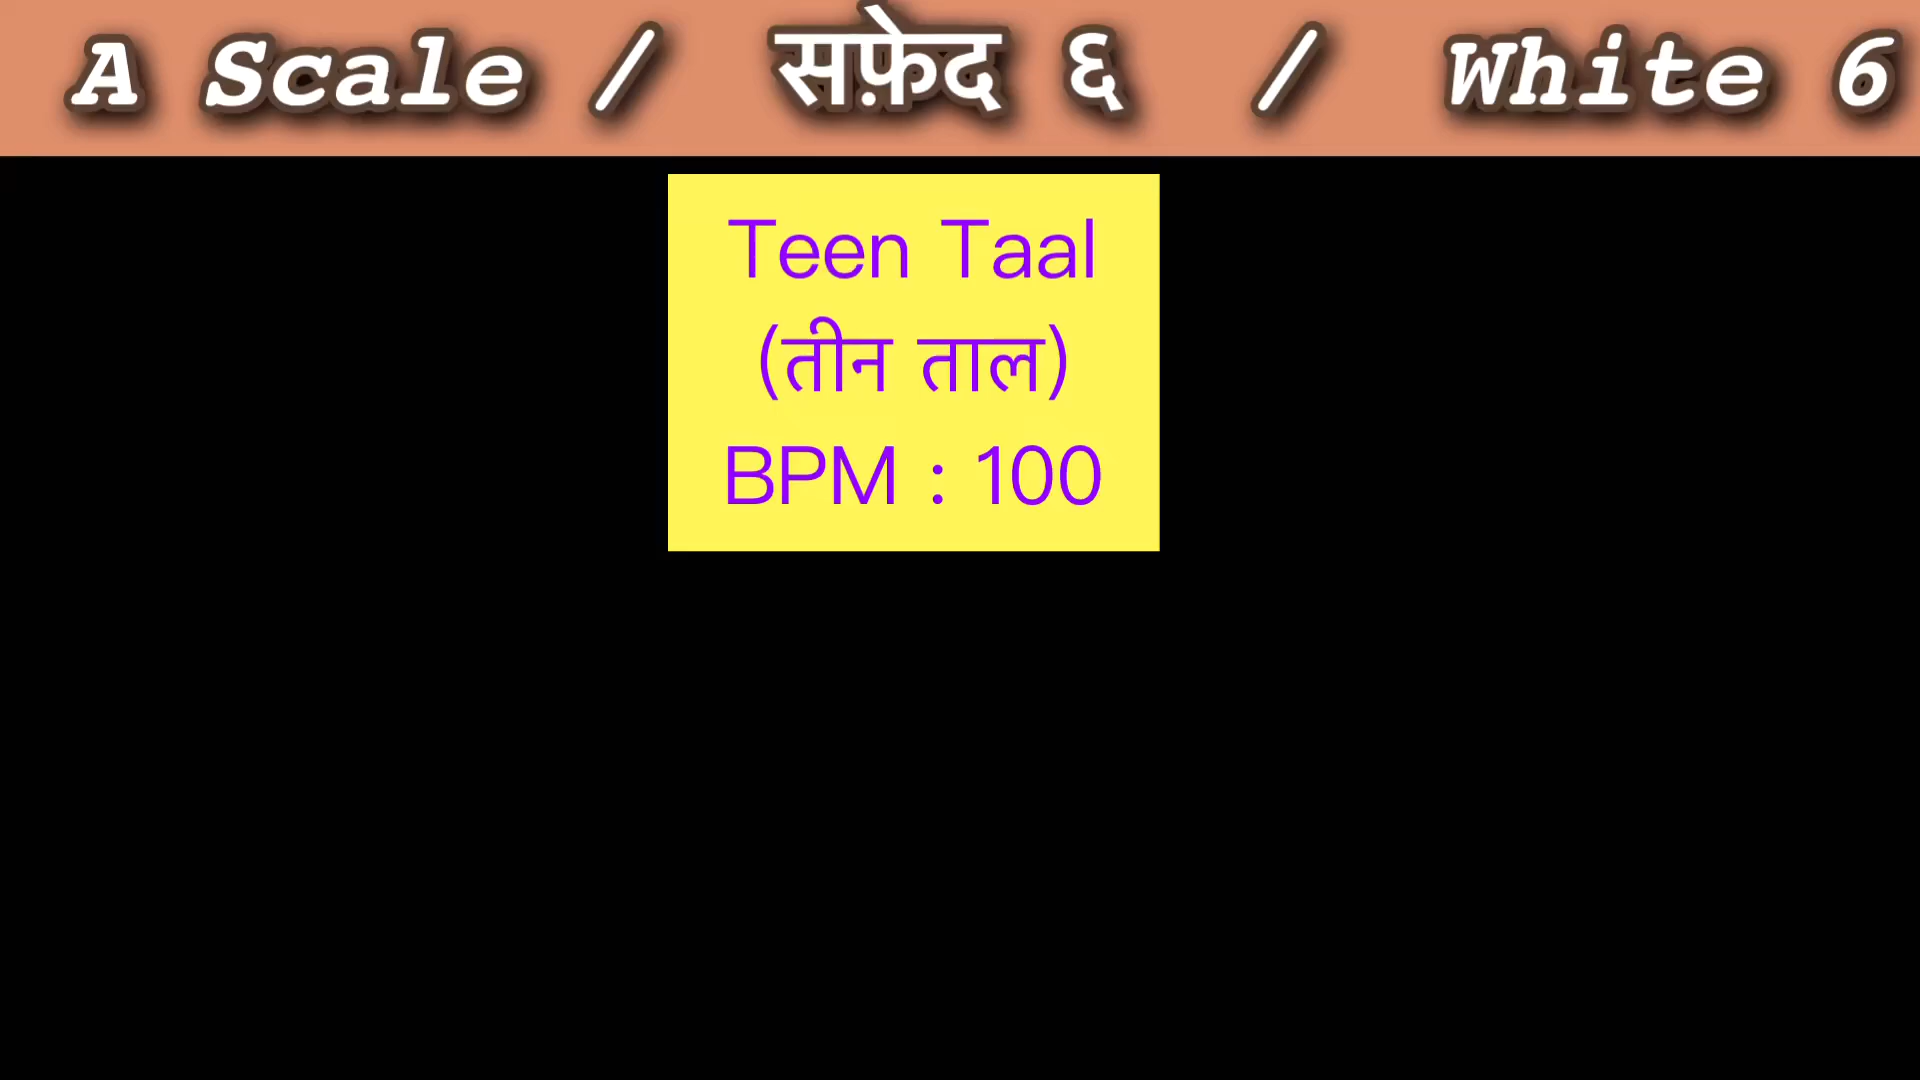 A Scale / सफ़ेद ६ / White 6
Teen Taal
(तीन ताल)
BPM : 100